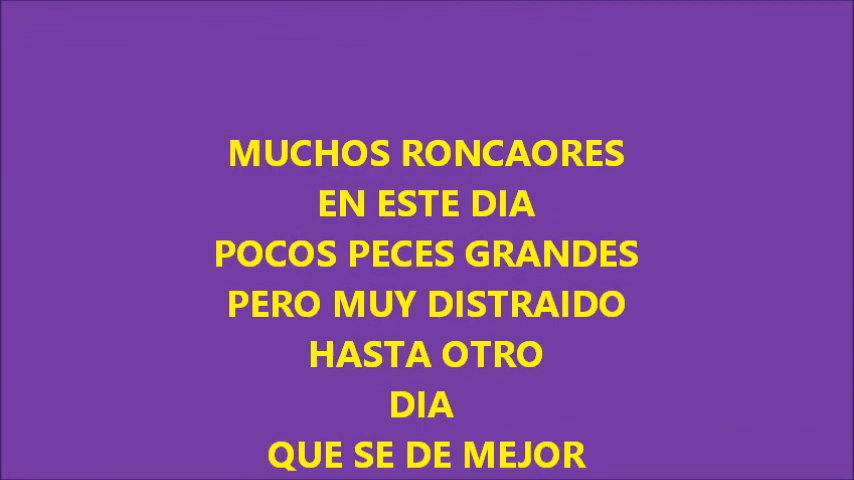 MUCHOS RONCAORES
EN ESTE DIA
POCOS PECES GRANDES
PERO MUY DISTRAIDO
HASTA OTRO
DIA
QUE SE DE MEJOR